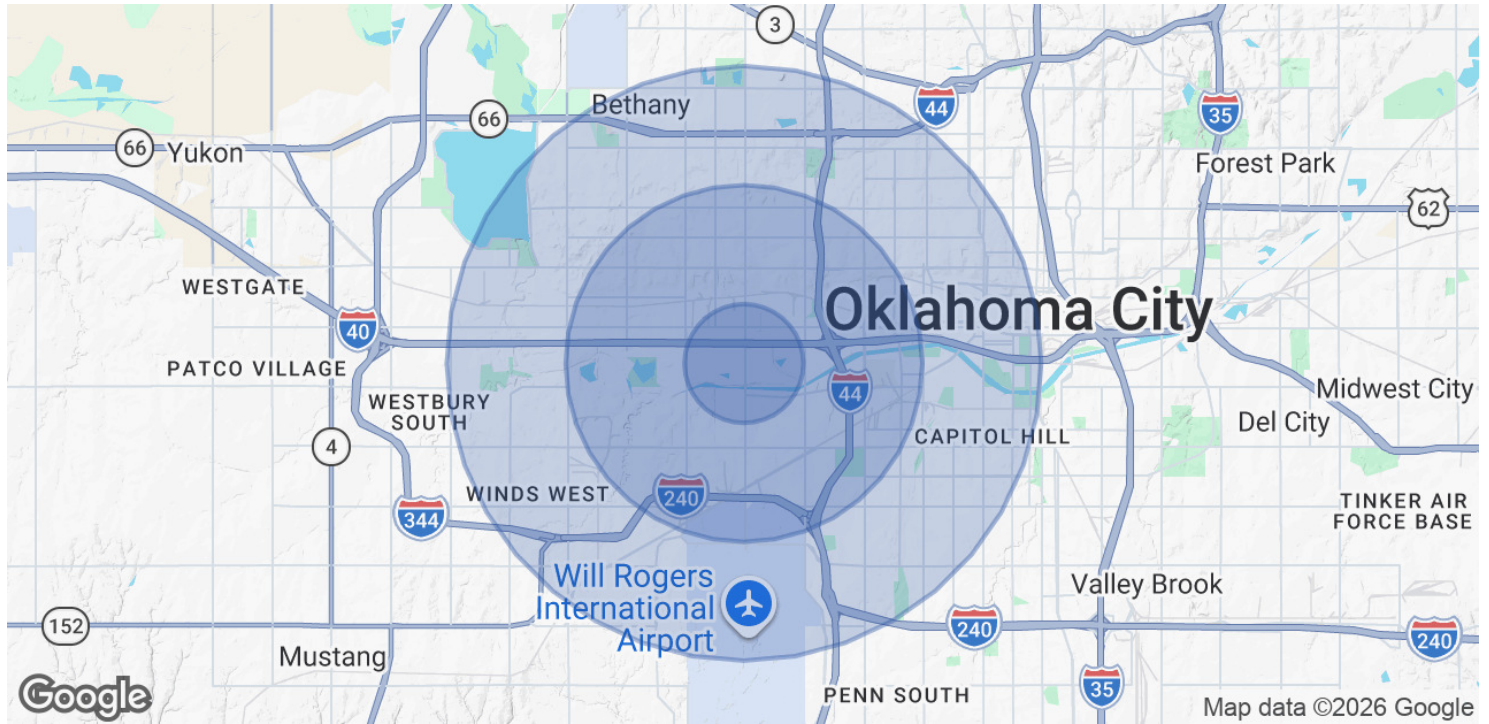 3
Bethany
44
66
35
66
Yukon
Forest Park
62
WESTGATE
Oklahoma City
40
PATCO VILLAGE
44
Midwest City
WESTBURY
SOUTH
Del City
4
CAPITOL HILL
WINDS WEST
240
TINKER AIR
FORCE BASE
344
Will Rogers
International
Airport
Valley Brook
152
240
240
Mustang
35
PENN SOUTH
Google
Map data ©2026 Google